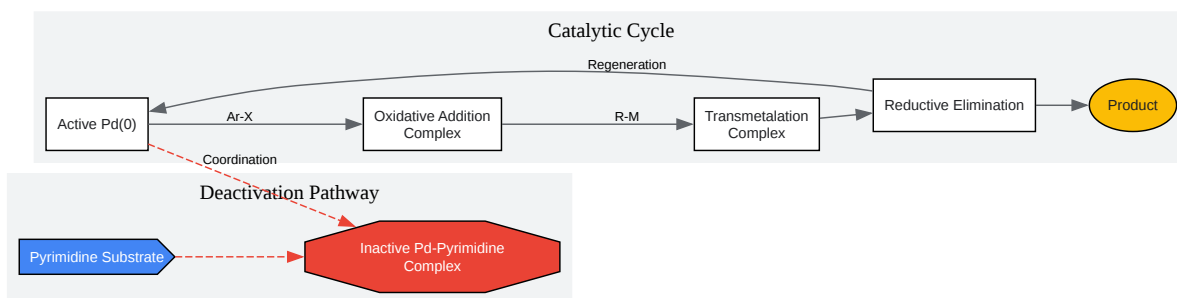 Catalytic Cycle
Regeneration
Active Pd(0)
Ar-X
Oxidative Addition
Complex
R-M
Transmetalation
Complex
Reductive Elimination
Product
Coordination
Deactivation Pathway
Pyrimidine Substrate
Inactive Pd-Pyrimidine
Complex